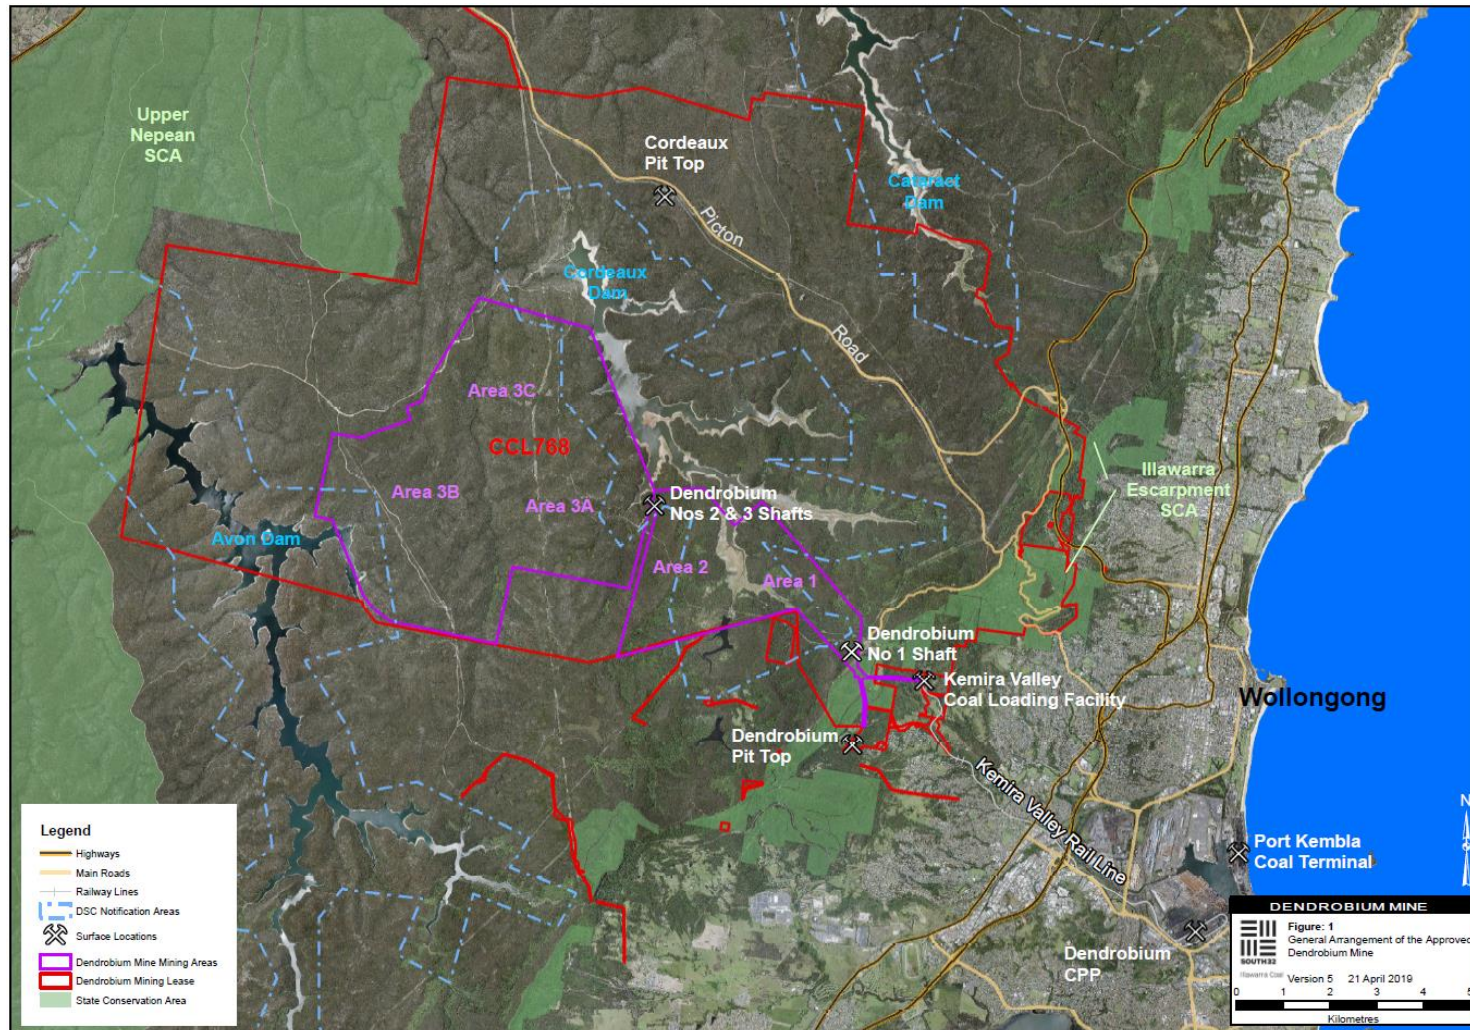 Upper
Nepean
SCA
Cordeaux
Pit Top
Cataract
Dam
Picton
Road
Cordeaux
Dam
Area 3C
CCL768
Area 3B
Area 3A
Dendrobium
Nos 2 & 3 Shafts
Illawarra
Escarpment
SCA
Avon Dam
Area 2
Area 1
Dendrobium
No 1 Shaft
Kemira Valley
Coal Loading Facility
Wollongong
Dendrobium
Pit Top
Kemira Valley Rail Line
Port Kembla
Coal Terminal
Dendrobium
CPP
N
Legend
Highways
Main Roads
Railway Lines
DSC Notification Areas
Surface Locations
Dendrobium Mine Mining Areas
Dendrobium Mining Lease
State Conservation Area
DENDROBIUM MINE
SOUTH32
Illawarra Coal
Figure: 1
General Arrangement of the Approved
Dendrobium Mine
Version 5 21 April 2019
0 1 2 3 4 5
Kilometres